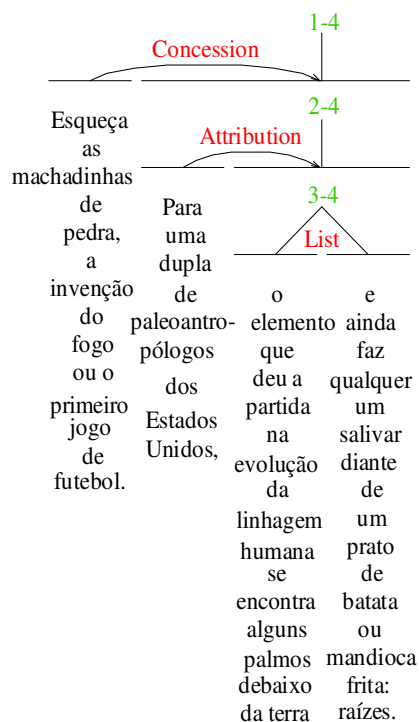 1-4
Concession
2-4
Attribution
3-4
List
Esqueça
as
machadinhas
de
pedra,
a
invenção
do
fogo
ou o
primeiro
jogo
de
futebol.
Para
uma
dupla
de
paleoantro-
pólogos
dos
Estados
Unidos,
o
elemento
que
deu a
partida
na
evolução
da
linhagem
humana
se
encontra
alguns
palmos
debaixo
da terra
e
ainda
faz
qualquer
um
salivar
diante
de
um
prato
de
batata
ou
mandioca
frita:
raízes.